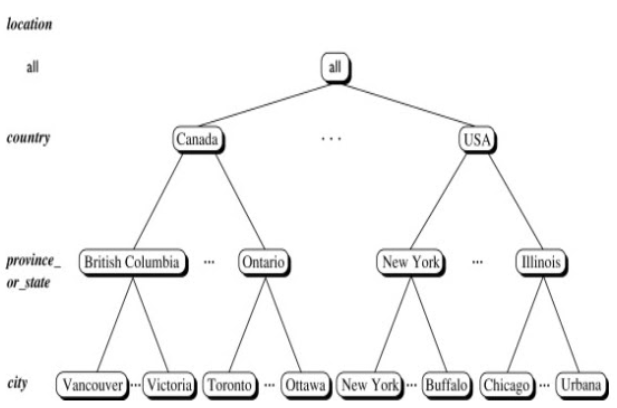 location
all
all
country
Canada
...
USA
province_
or_state
British Columbia
...
Ontario
New York
...
Illinois
city
Vancouver
...
Victoria
Toronto
...
Ottawa
New York
...
Buffalo
Chicago
...
Urbana